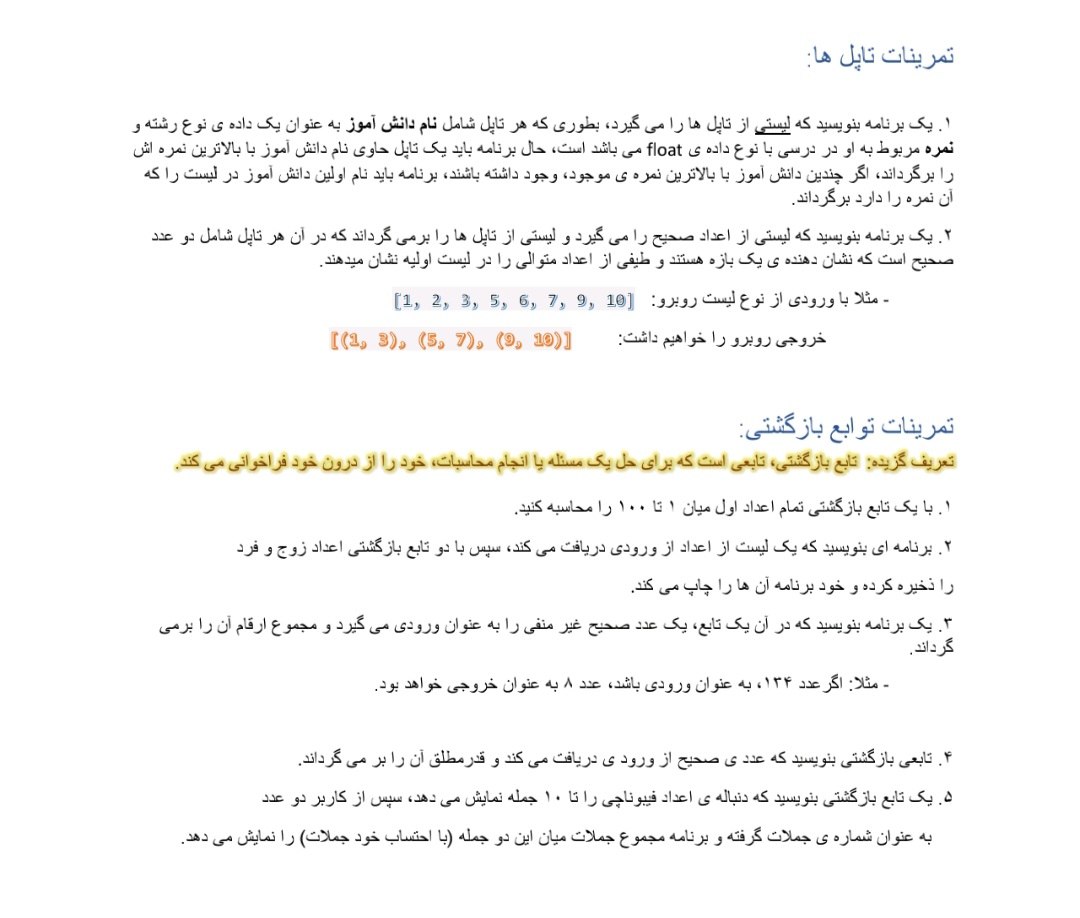 تمرینات تاپل ها:
۱. یک برنامه بنویسید که لیستی از تاپل ها را می گیرد، بطوری که هر تاپل شامل نام دانش آموز به عنوان یک داده ی نوع رشته و
نمره مربوط به او در درسی با نوع داده ی float می باشد است، حال برنامه باید یک تاپل حاوی نام دانش آموز با بالاترین نمره اش
را برگرداند، اگر چندین دانش آموز با بالاترین نمره ی موجود، وجود داشته باشند، برنامه باید نام اولین دانش آموز در لیست را که
آن نمره را دارد برگرداند.
۲. یک برنامه بنویسید که لیستی از اعداد صحیح را می گیرد و لیستی از تاپل ها را برمی گرداند که در آن هر تاپل شامل دو عدد
صحیح است که نشان دهنده ی یک بازه هستند و طیفی از اعداد متوالی را در لیست اولیه نشان میدهند.
- مثلا با ورودی از نوع لیست روبرو: [1, 2, 3, 5, 6, 7, 9, 10]
خروجی روبرو را خواهیم داشت: [(1, 3), (5, 7), (9, 10)]
تمرینات توابع بازگشتی:
تعریف گزیده: تابع بازگشتی، تابعی است که برای حل یک مسئله یا انجام محاسبات، خود را از درون خود فراخوانی می کند.
۱. با یک تابع بازگشتی تمام اعداد اول میان ۱ تا ۱۰۰ را محاسبه کنید.
۲. برنامه ای بنویسید که یک لیست از اعداد از ورودی دریافت می کند، سپس با دو تابع بازگشتی اعداد زوج و فرد
را ذخیره کرده و خود برنامه آن ها را چاپ می کند.
۳. یک برنامه بنویسید که در آن یک تابع، یک عدد صحیح غیر منفی را به عنوان ورودی می گیرد و مجموع ارقام آن را برمی
گرداند.
- مثلا: اگر عدد ۱۳۴، به عنوان ورودی باشد، عدد ۸ به عنوان خروجی خواهد بود.
۴. تابعی بازگشتی بنویسید که عدد ی صحیح از ورود ی دریافت می کند و قدرمطلق آن را بر می گرداند.
۵. یک تابع بازگشتی بنویسید که دنباله ی اعداد فیبوناچی را تا ۱۰ جمله نمایش می دهد، سپس از کاربر دو عدد
به عنوان شماره ی جملات گرفته و برنامه مجموع جملات میان این دو جمله (با احتساب خود جملات) را نمایش می دهد.